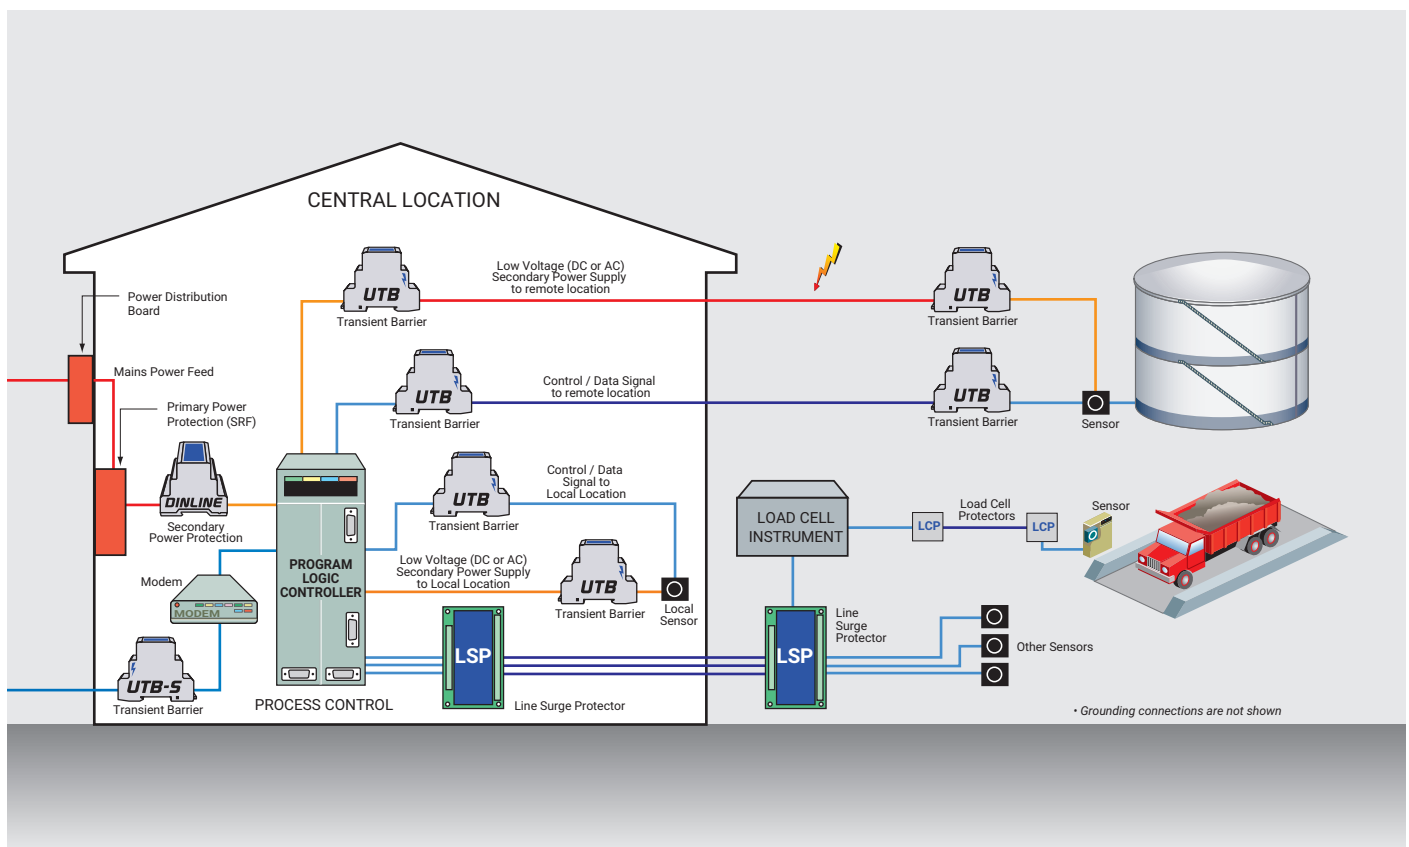 CENTRAL LOCATION
UTB
Transient Barrier
Low Voltage (DC or AC)
Secondary Power Supply
to remote location
UTB
Transient Barrier
Power Distribution
Board
Mains Power Feed
Primary Power
Protection (SRF)
UTB
Transient Barrier
Control / Data Signal
to remote location
UTB
Transient Barrier
Sensor
DINLINE
Secondary
Power Protection
UTB
Transient Barrier
Control / Data
Signal to
Local Location
PROGRAM
LOGIC
CONTROLLER
Low Voltage (DC or AC)
Secondary Power Supply
to Local Location
UTB
Transient Barrier
Local
Sensor
LOAD CELL
INSTRUMENT
LCP
Load Cell
Protectors
LCP
Sensor
Modem
MODEM
UTB-S
Transient Barrier
PROCESS CONTROL
LSP
Line Surge Protector
LSP
Line
Surge
Protector
Other Sensors
• Grounding connections are not shown